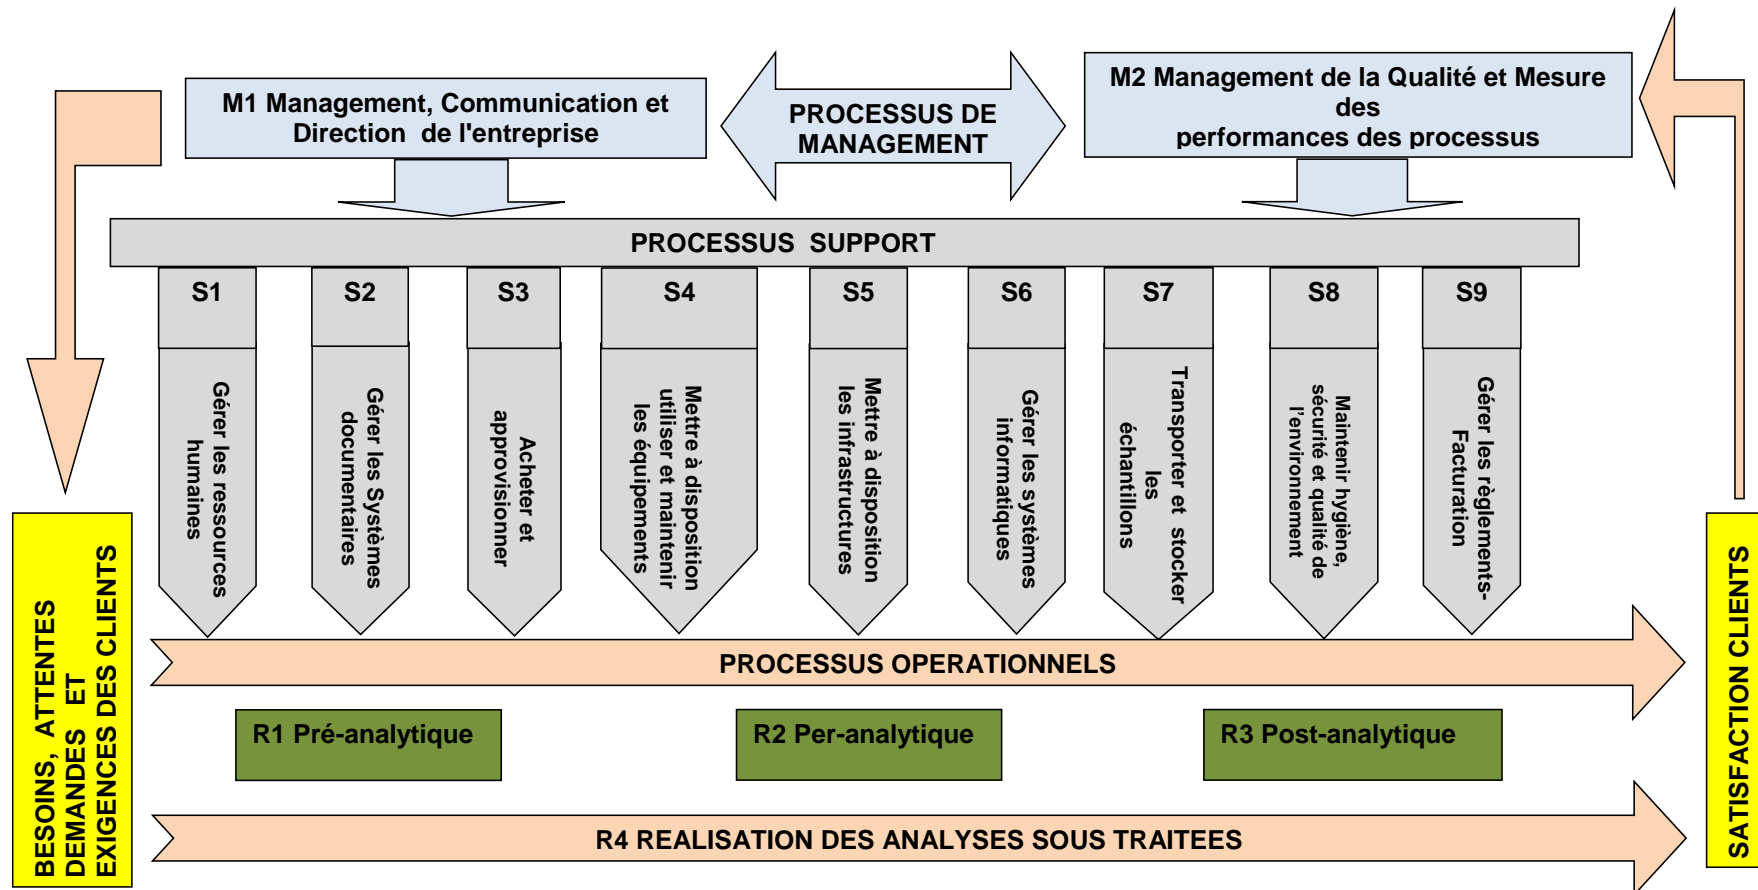 M1 Management, Communication et
Direction de l'entreprise
PROCESSUS DE
MANAGEMENT
M2 Management de la Qualité et Mesure
des
performances des processus
PROCESSUS SUPPORT
S1
S2
S3
S4
S5
S6
S7
S8
S9
Gérer les ressources
humaines
Gérer les Systèmes
documentaires
Acheter et
approvisionner
Mettre à disposition
utiliser et maintenir
les équipements
Mettre à disposition
les infrastructures
Gérer les systèmes
informatiques
Transporter et stocker
les
échantillons
Maintenir hygiène,
sécurité et qualité de
l'environnement
Gérer les règlements-
Facturation
BESOINS, ATTENTES
DEMANDES ET
EXIGENCES DES CLIENTS
PROCESSUS OPERATIONNELS
R1 Pré-analytique
R2 Per-analytique
R3 Post-analytique
R4 REALISATION DES ANALYSES SOUS TRAITEES
SATISFACTION CLIENTS